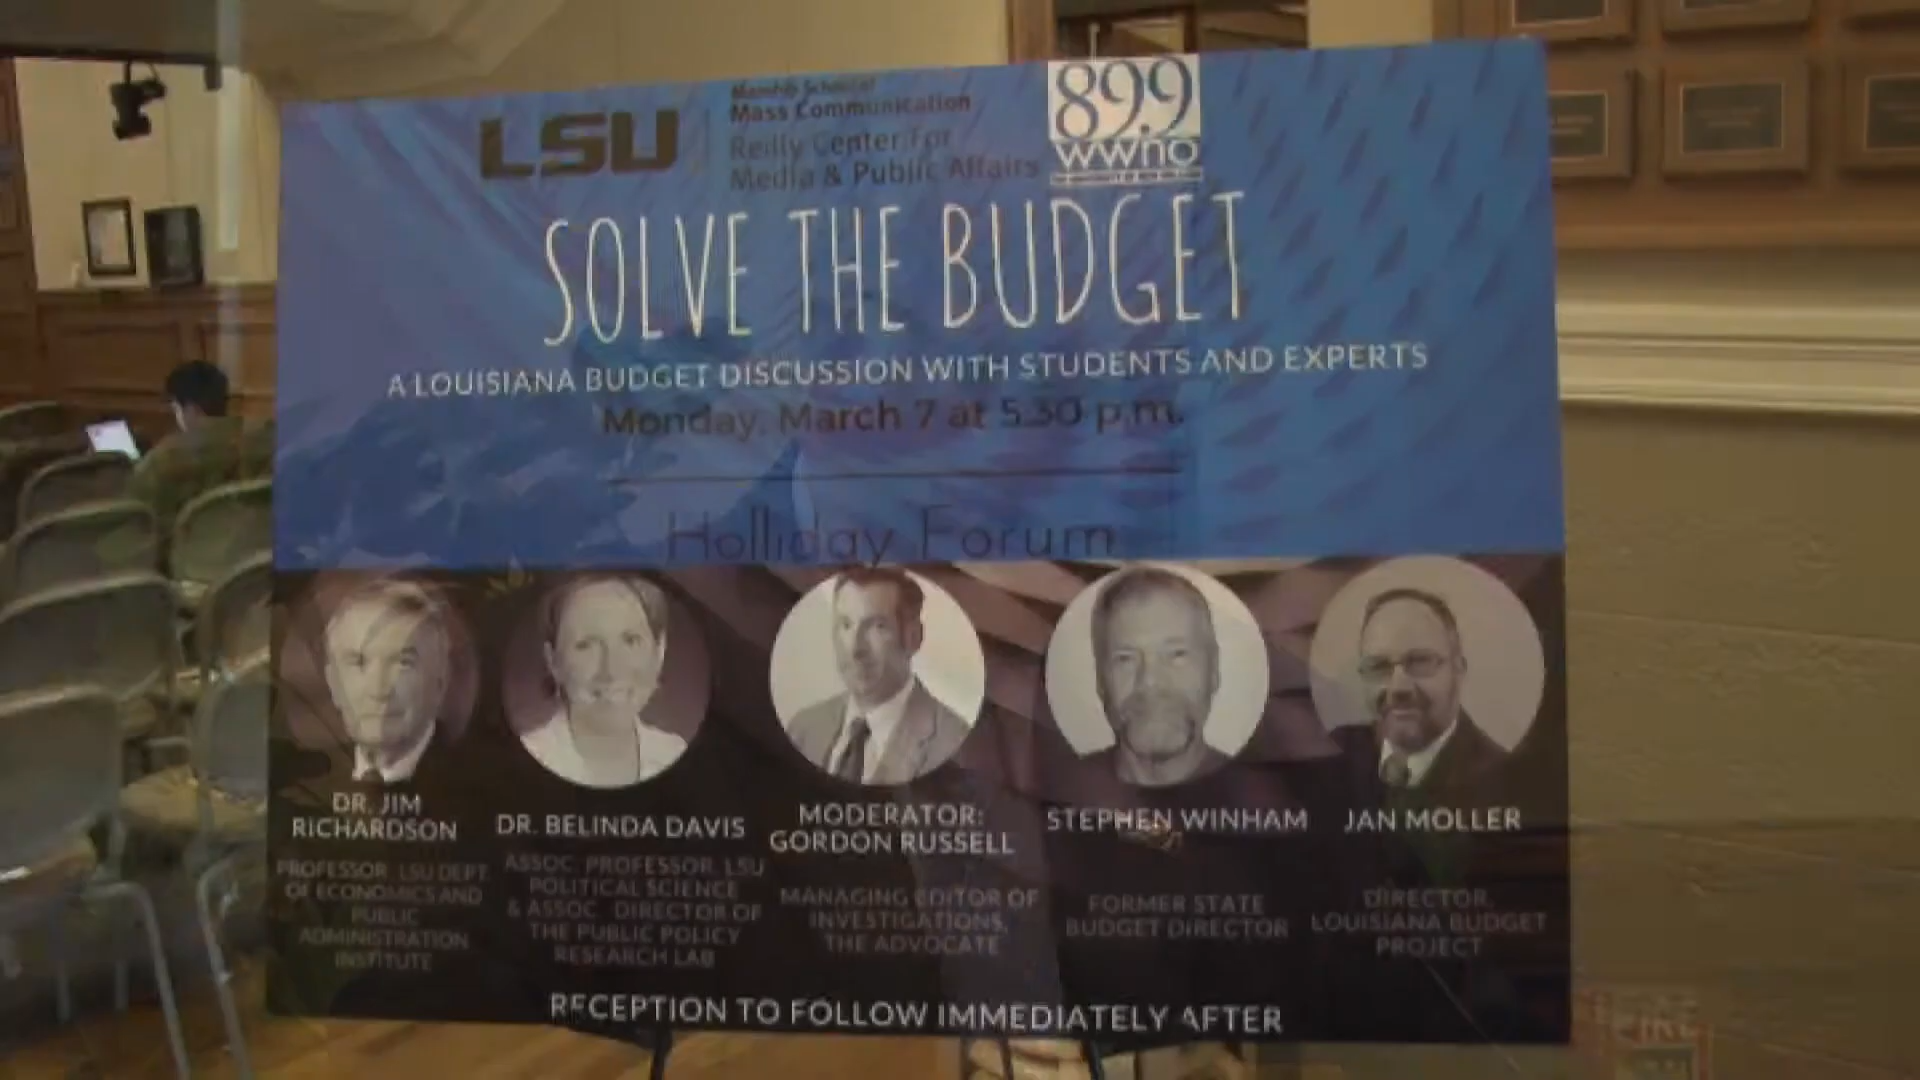 LSU
Manship School of
Mass Communication
Reilly Center For
Media & Public Affairs
89.9
wwno
SOLVE THE BUDGET
A LOUISIANA BUDGET DISCUSSION WITH STUDENTS AND EXPERTS
Monday, March 7 at 5:30 p.m.
Holliday Forum
DR. JIM
RICHARDSON
PROFESSOR, LSU DEPT.
OF ECONOMICS AND
PUBLIC
ADMINISTRATION
INSTITUTE
DR. BELINDA DAVIS
ASSOC. PROFESSOR, LSU
POLITICAL SCIENCE
& ASSOC. DIRECTOR OF
THE PUBLIC POLICY
RESEARCH LAB
MODERATOR:
GORDON RUSSELL
MANAGING EDITOR OF
INVESTIGATIONS,
THE ADVOCATE
STEPHEN WINHAM
FORMER STATE
BUDGET DIRECTOR
JAN MOLLER
DIRECTOR,
LOUISIANA BUDGET
PROJECT
RECEPTION TO FOLLOW IMMEDIATELY AFTER
FIRE